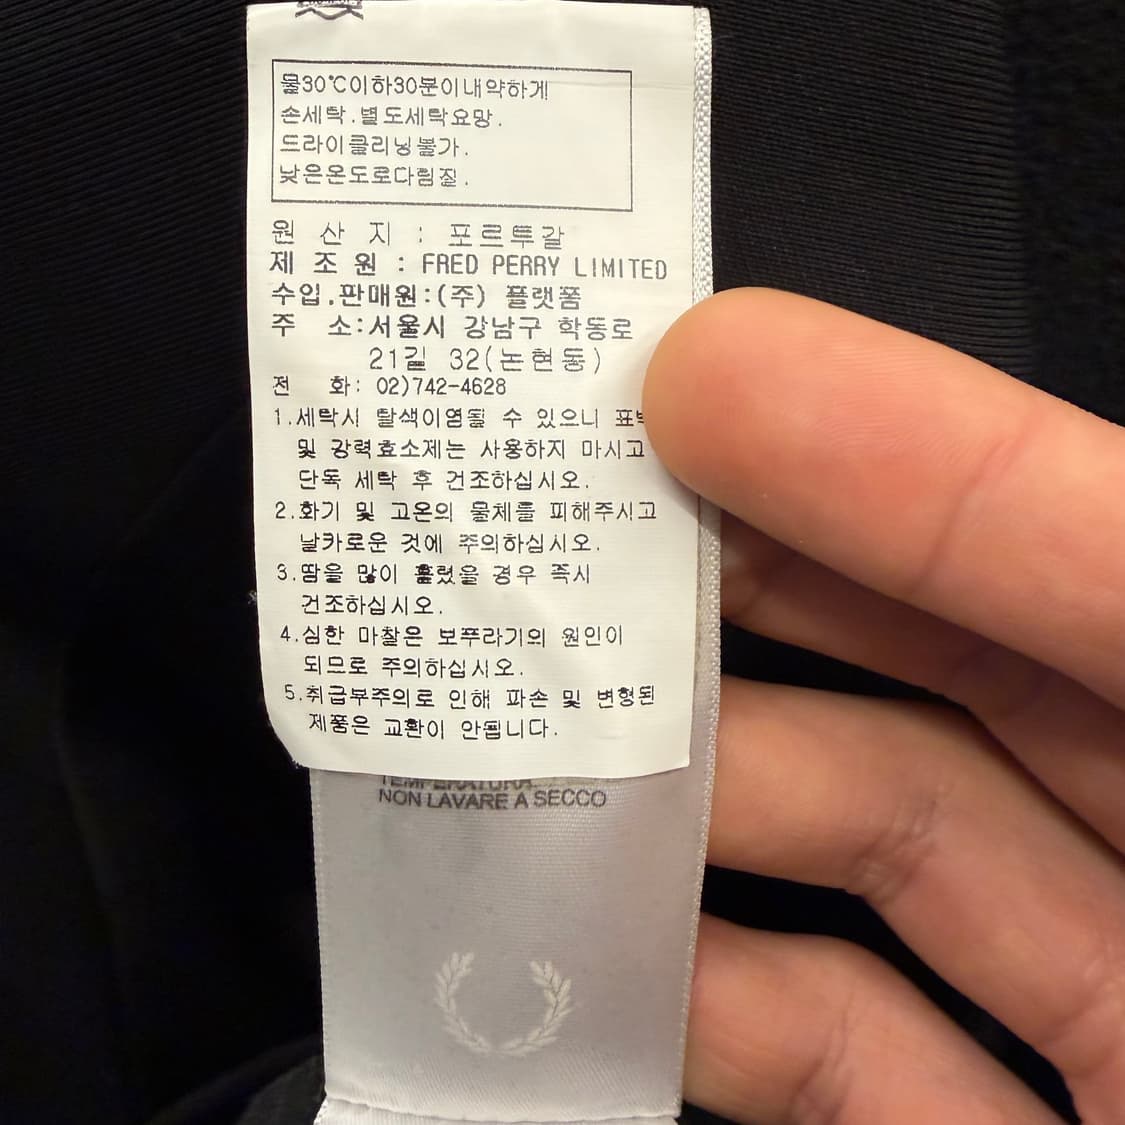 물30℃이하30분이내약하게
손세탁.별도세탁요망.
드라이클리닝불가.
낮은온도로다림질.
원 산 지 : 포르투갈
제 조 원 : FRED PERRY LIMITED
수입.판매원:(주) 플랫폼
주 소:서울시 강남구 학동로
21길 32(논현동)
전 화: 02)742-4628
1.세탁시 탈색이염될 수 있으니
및 강력효소제는 사용하지 마시고
단독 세탁 후 건조하십시오.
2.화기 및 고온의 물체를 피해주시고
날카로운 것에 주의하십시오.
3.땀을 많이 흘렸을 경우 즉시
건조하십시오.
4.심한 마찰은 보푸라기의 원인이
되므로 주의하십시오.
5.취급부주의로 인해 파손 및 변형된
제품은 교환이 안됩니다.
TEMPERATURA
NON LAVARE A SECCO